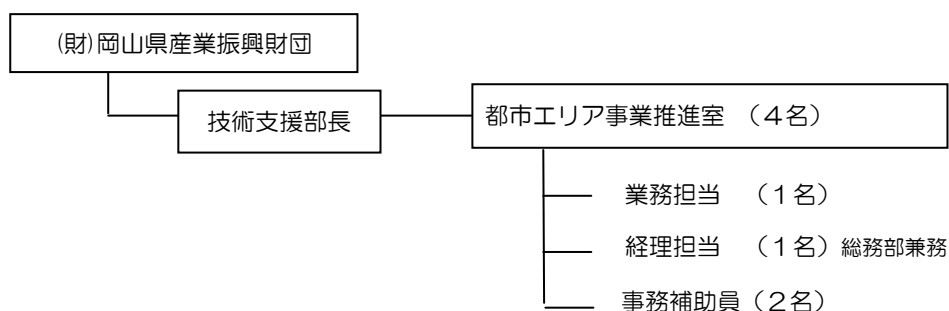 (財)岡山県産業振興財団
技術支援部長
都市エリア事業推進室　（４名）
業務担当　（１名）
経理担当　（１名）総務部兼務
事務補助員（２名）